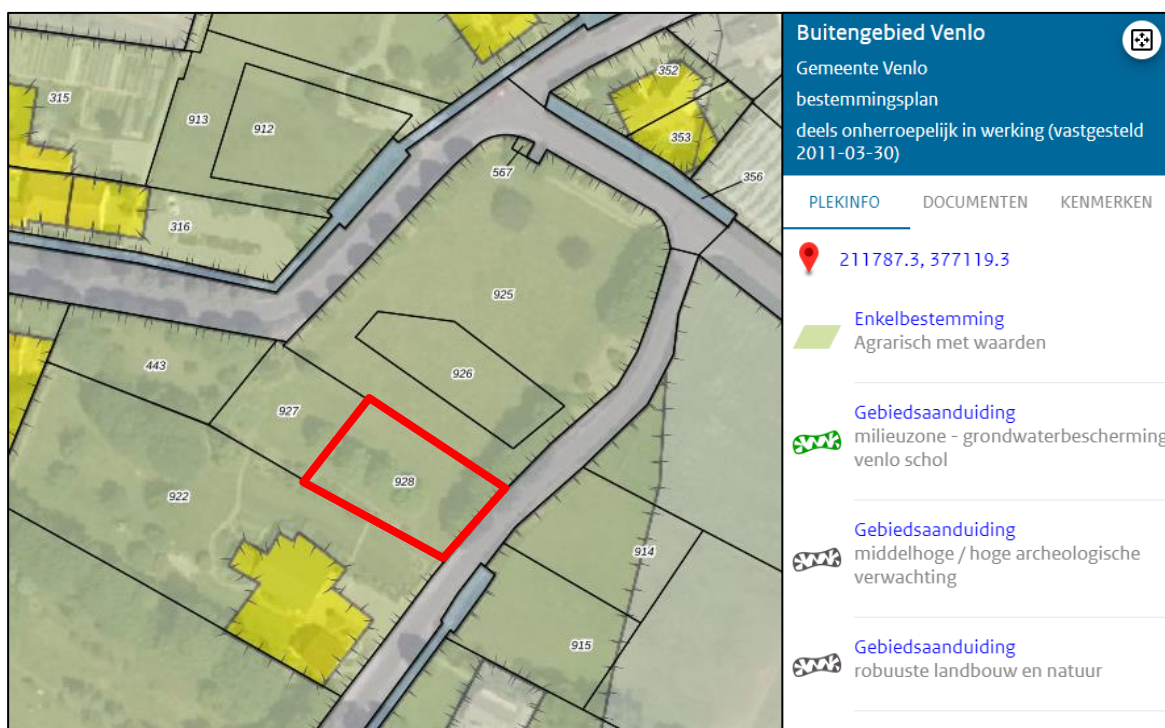 315
913
912
316
567
352
353
356
925
443
927
926
928
922
914
915
Buitengebied Venlo
Gemeente Venlo
bestemmingsplan
deels onherroepelijk in werking (vastgesteld
2011-03-30)
PLEKINFO DOCUMENTEN KENMERKEN
211787.3, 377119.3
Enkelbestemming
Agrarisch met waarden
Gebiedsaanduiding
milieuzone - grondwaterbescherming
venlo schol
Gebiedsaanduiding
middelhoge / hoge archeologische
verwachting
Gebiedsaanduiding
robuuste landbouw en natuur